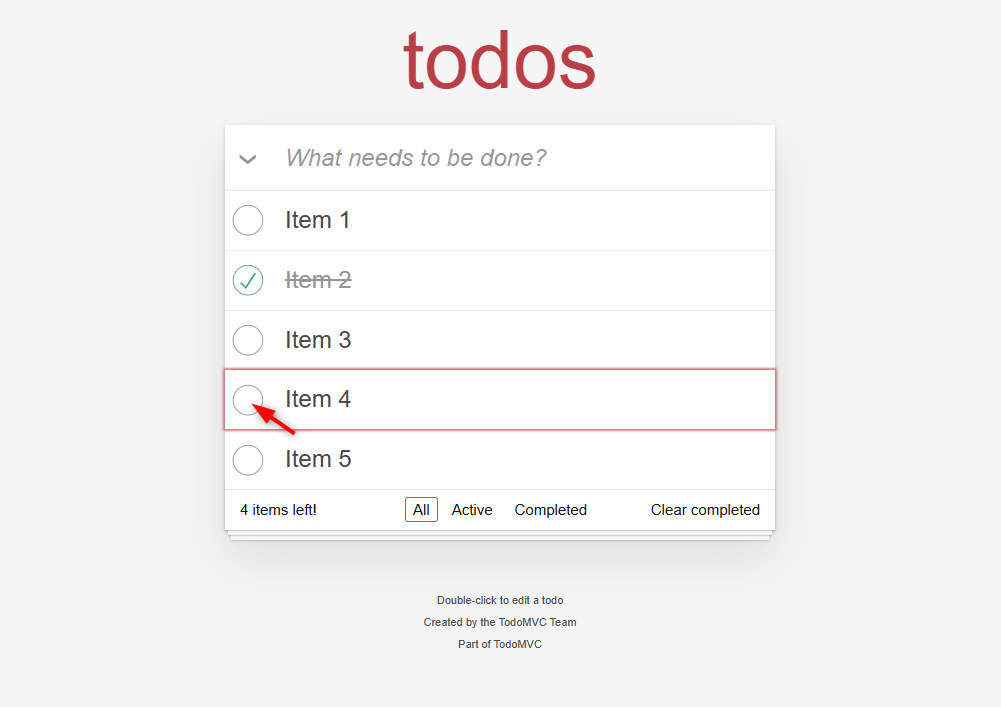 todos
What needs to be done?
Item 1
Item 2
Item 3
Item 4
Item 5
4 items left! All Active Completed Clear completed
Double-click to edit a todo
Created by the TodoMVC Team
Part of TodoMVC